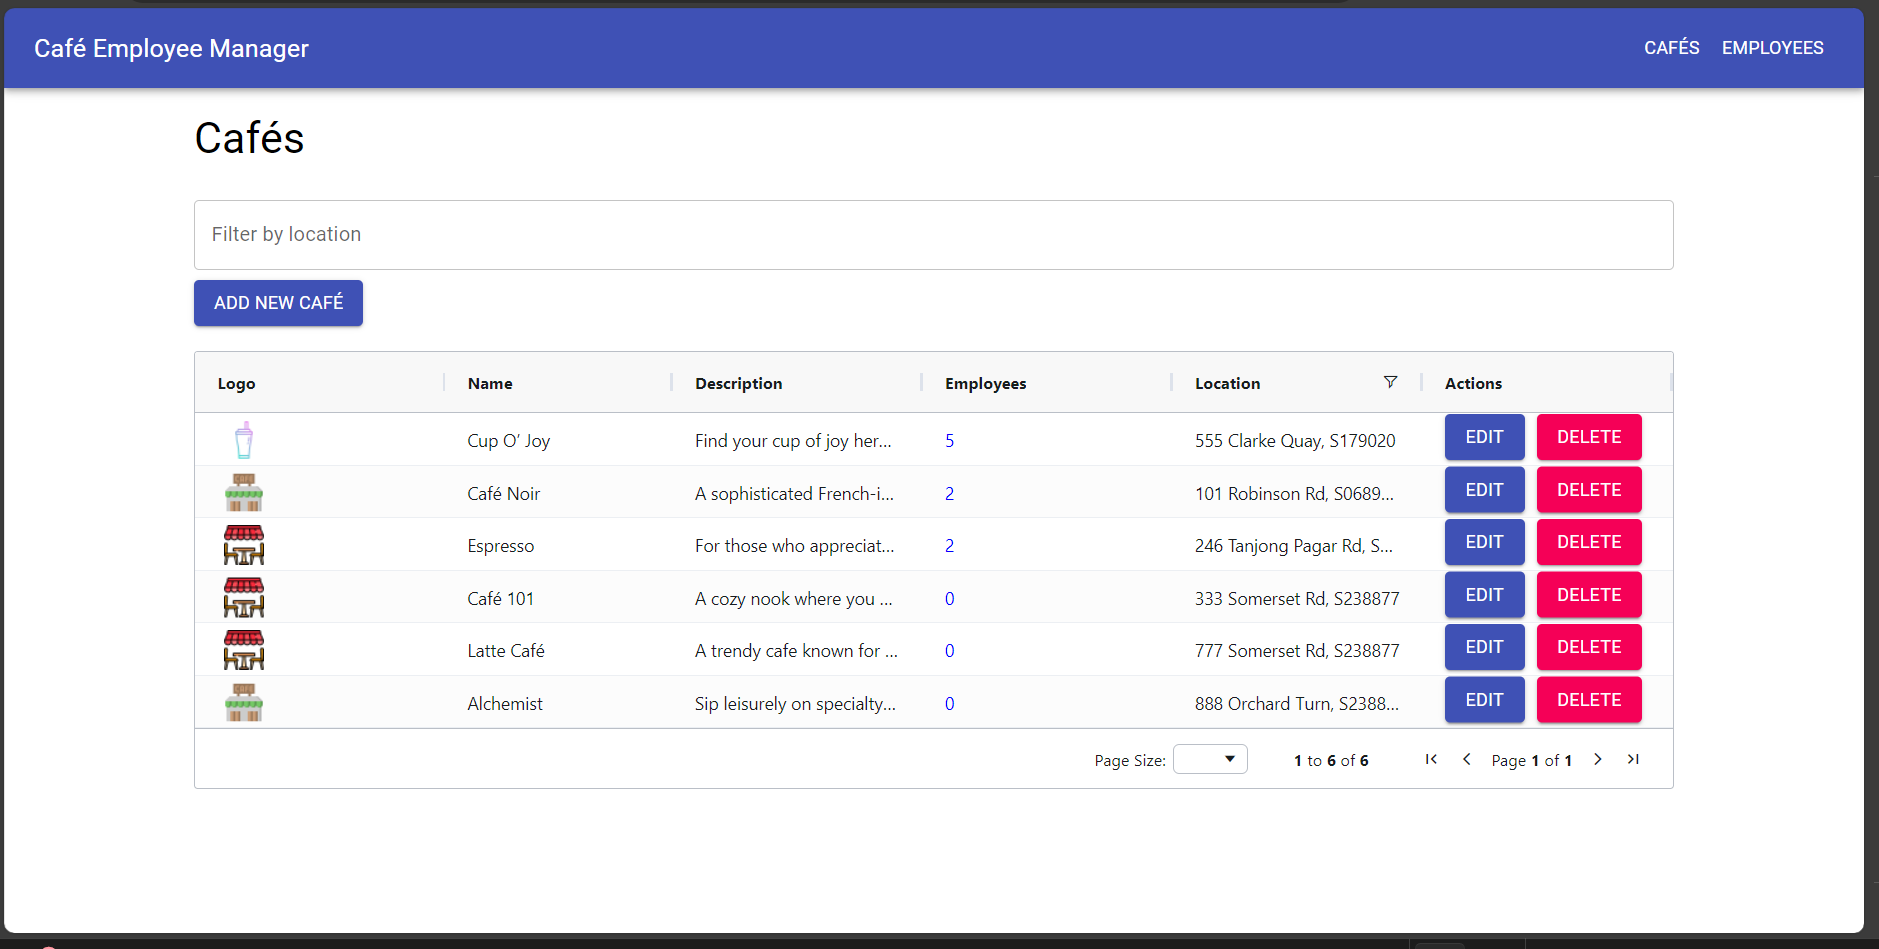 Café Employee Manager CAFÉS EMPLOYEES
Cafés
Filter by location
ADD NEW CAFÉ
Logo Name Description Employees Location Actions
Cup O’ Joy Find your cup of joy her... 5 555 Clarke Quay, S179020 EDIT DELETE
Café Noir A sophisticated French-i... 2 101 Robinson Rd, S0689... EDIT DELETE
Espresso For those who appreciat... 2 246 Tanjong Pagar Rd, S... EDIT DELETE
Café 101 A cozy nook where you ... 0 333 Somerset Rd, S238877 EDIT DELETE
Latte Café A trendy cafe known for ... 0 777 Somerset Rd, S238877 EDIT DELETE
Alchemist Sip leisurely on specialty... 0 888 Orchard Turn, S2388... EDIT DELETE
Page Size: 1 to 6 of 6 Page 1 of 1